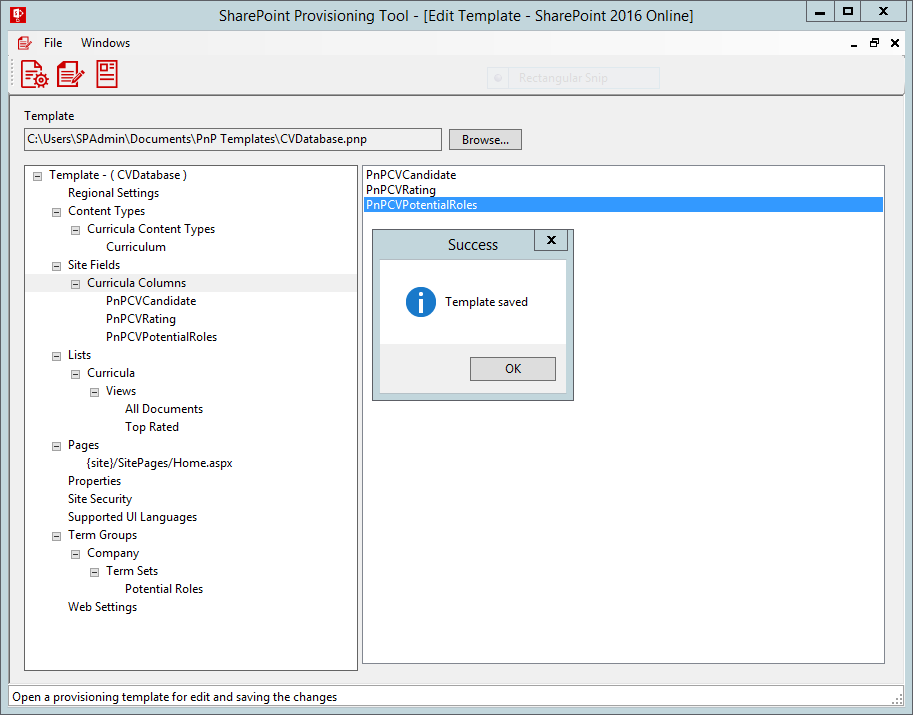 SharePoint Provisioning Tool - [Edit Template - SharePoint 2016 Online]
File Windows
Rectangular Snip
Template
C:\Users\SPAdmin\Documents\PnP Templates\CVDatabase.pnp
Browse...
Template - ( CVDatabase )
Regional Settings
Content Types
Curricula Content Types
Curriculum
Site Fields
Curricula Columns
PnPCVCandidate
PnPCVRating
PnPCVPotentialRoles
Lists
Curricula
Views
All Documents
Top Rated
Pages
{site}/SitePages/Home.aspx
Properties
Site Security
Supported UI Languages
Term Groups
Company
Term Sets
Potential Roles
Web Settings
PnPCVCandidate
PnPCVRating
PnPCVPotentialRoles
Success
Template saved
OK
Open a provisioning template for edit and saving the changes